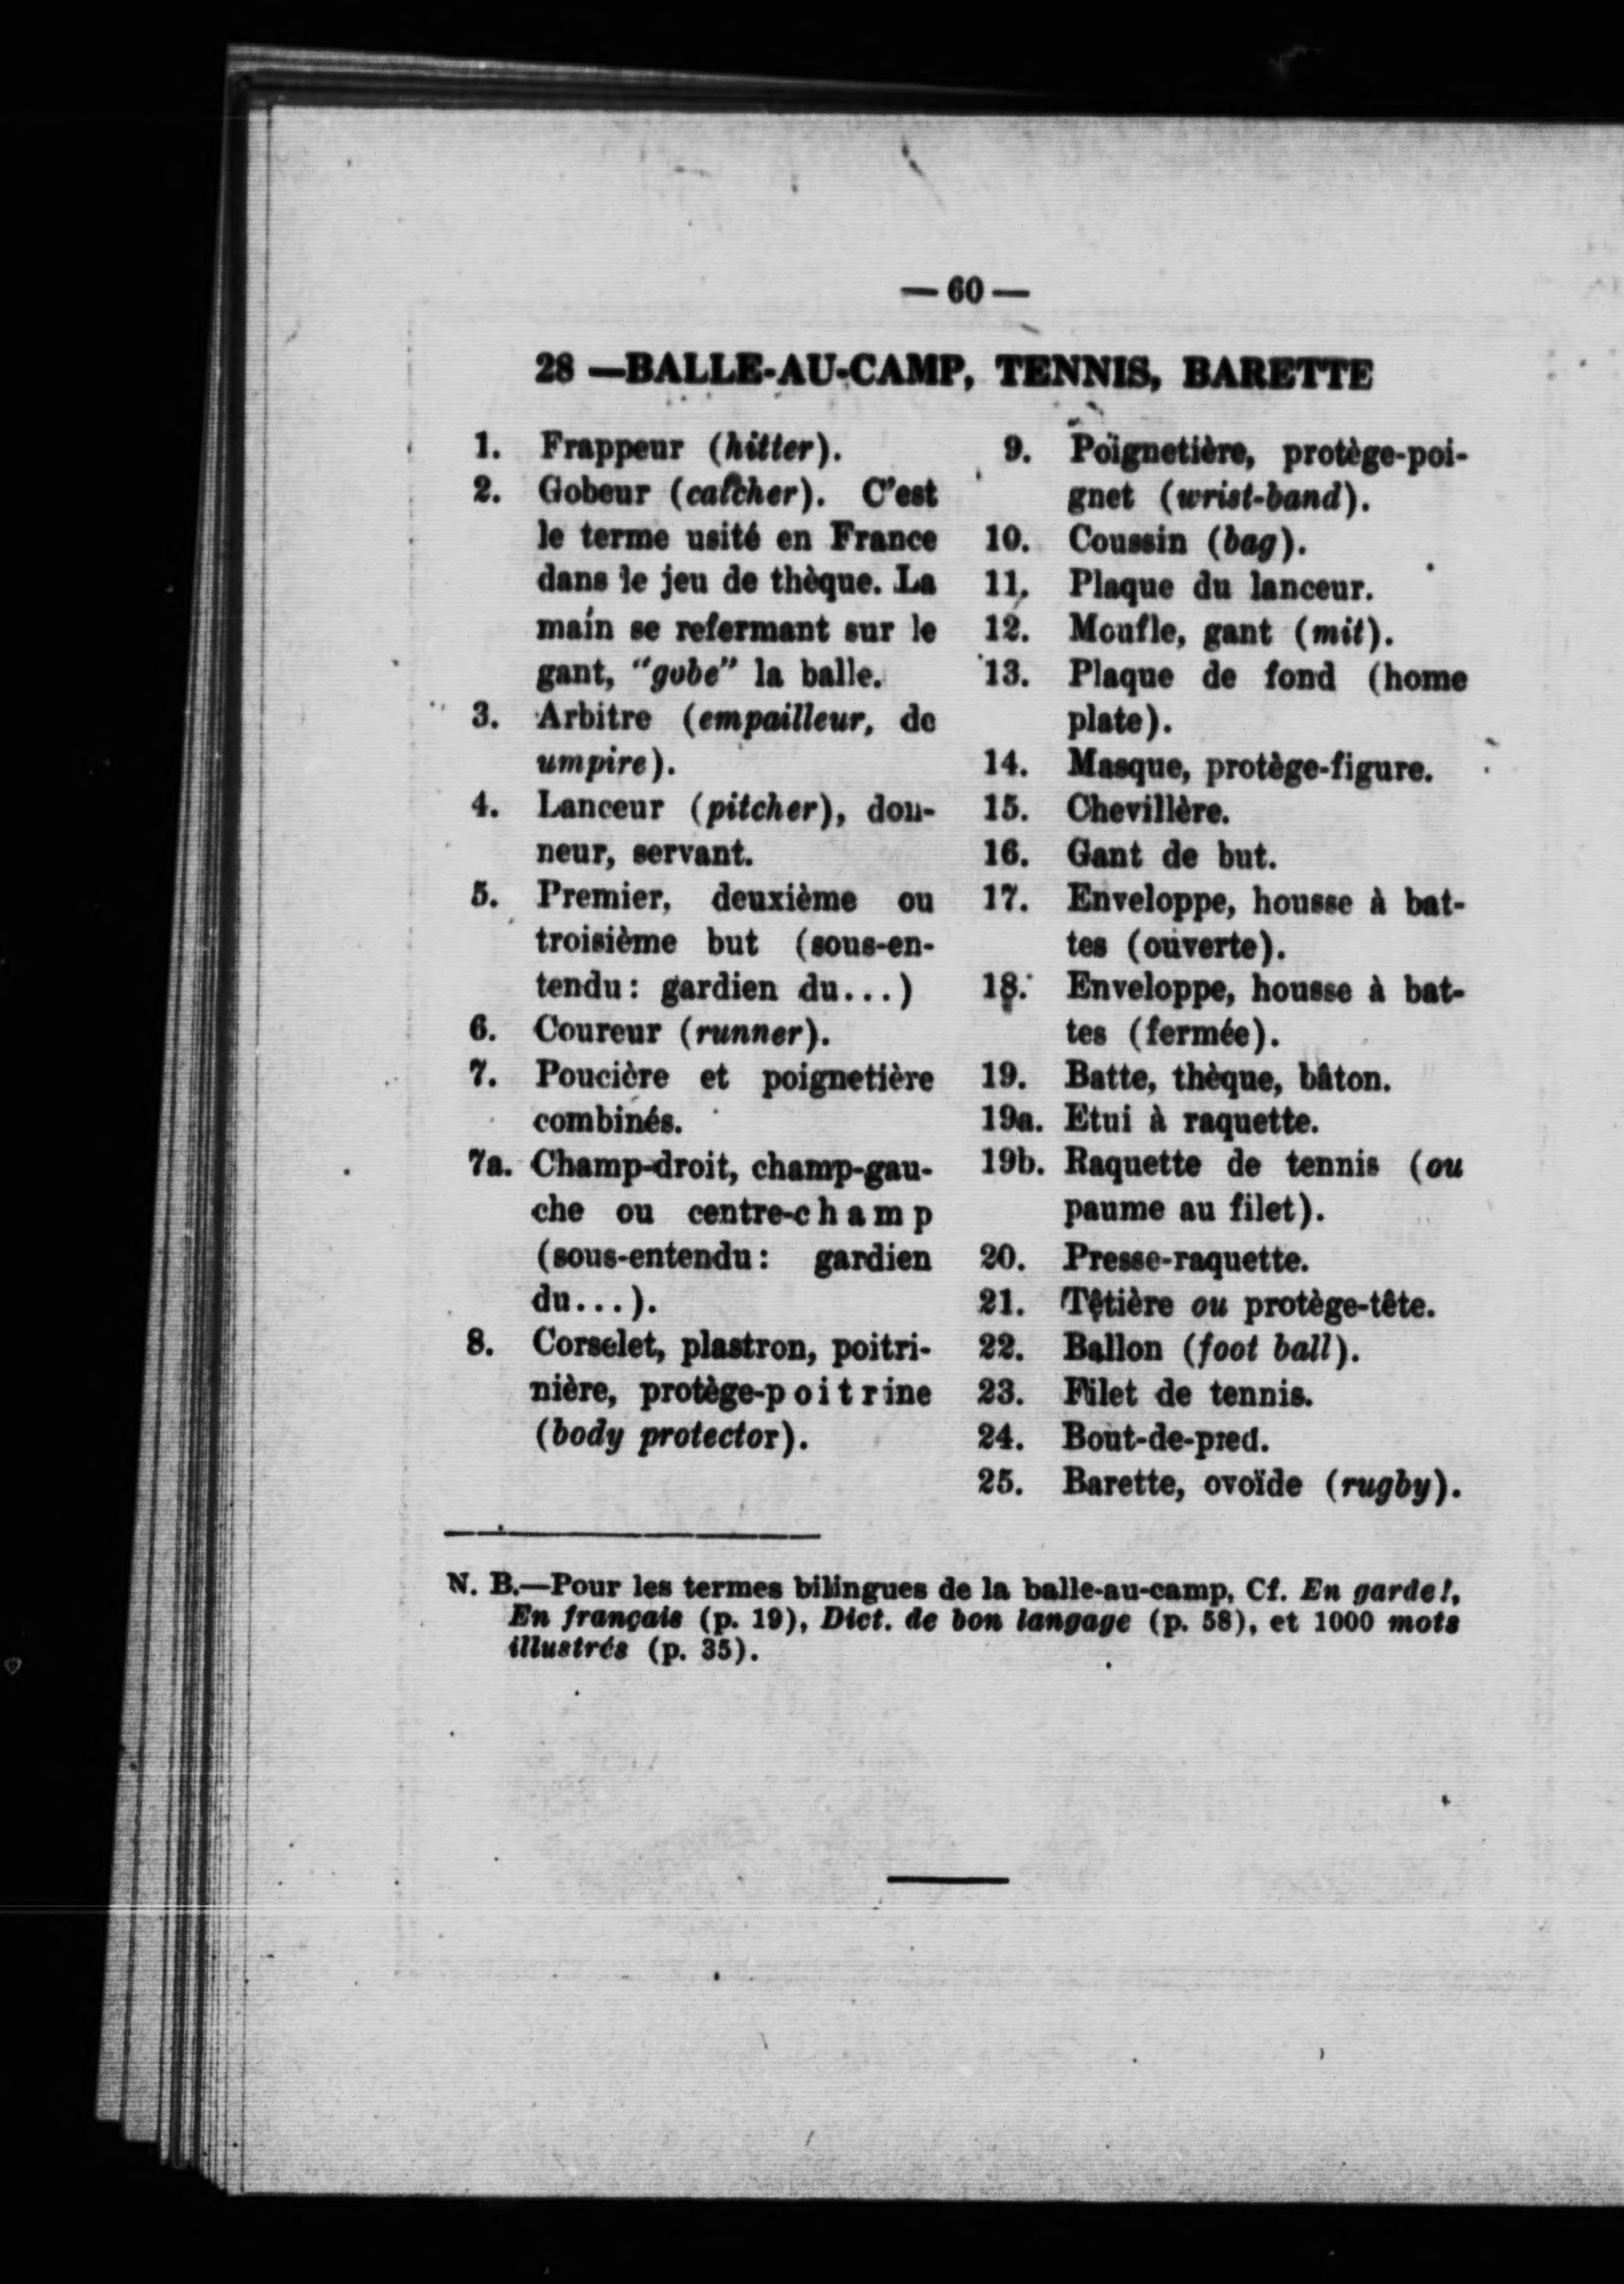 — 60 —
28 —BALLE-AU-CAMP, TENNIS, BARETTE
1. Frappeur (hitter).
2. Gobeur (catcher). C'est
le terme usité en France
dans le jeu de thèque. La
main se refermant sur le
gant, "gobe" la balle.
3. Arbitre (empailleur, de
umpire).
4. Lanceur (pitcher), don-
neur, servant.
5. Premier, deuxième ou
troisième but (sous-en-
tendu: gardien du...)
6. Coureur (runner).
7. Poucière et poignetière
combinés.
7a. Champ-droit, champ-gau-
che ou centre-champ
(sous-entendu: gardien
du...).
8. Corselet, plastron, poitri-
nière, protège-poitrine
(body protector).
9. Poignetière, protège-poi-
gnet (wrist-band).
10. Coussin (bag).
11. Plaque du lanceur.
12. Moufle, gant (mit).
13. Plaque de fond (home
plate).
14. Masque, protège-figure.
15. Chevillère.
16. Gant de but.
17. Enveloppe, housse à bat-
tes (ouverte).
18. Enveloppe, housse à bat-
tes (fermée).
19. Batte, thèque, bâton.
19a. Etui à raquette.
19b. Raquette de tennis (ou
paume au filet).
20. Presse-raquette.
21. Têtière ou protège-tête.
22. Ballon (foot ball).
23. Filet de tennis.
24. Bout-de-pied.
25. Barette, ovoïde (rugby).
N. B.—Pour les termes bilingues de la balle-au-camp, Cf. En garde!,
En français (p. 19), Dict. de bon langage (p. 58), et 1000 mots
illustrés (p. 35).